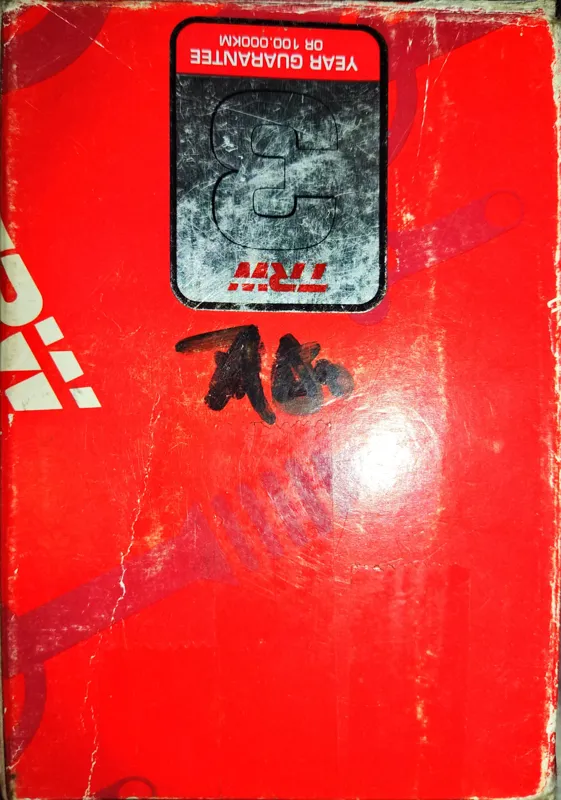 TRW
3
YEAR GUARANTEE
OR 100.000KM